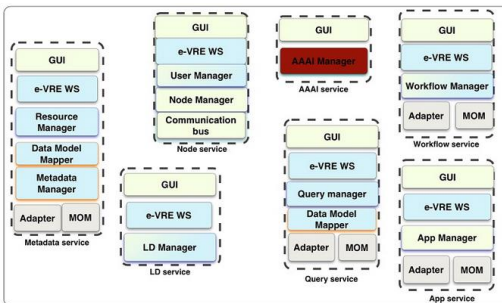 GUI
e-VRE WS
Resource
Manager
Data Model
Mapper
Metadata
Manager
Adapter
MOM
Metadata service
GUI
e-VRE WS
User Manager
Node Manager
Communication
bus
Node service
GUI
e-VRE WS
LD Manager
LD service
GUI
AAAI Manager
AAAI service
GUI
e-VRE WS
Query manager
Data Model
Mapper
Adapter
MOM
Query service
GUI
e-VRE WS
Workflow Manager
Adapter
MOM
Workflow service
GUI
e-VRE WS
App Manager
Adapter
MOM
App service